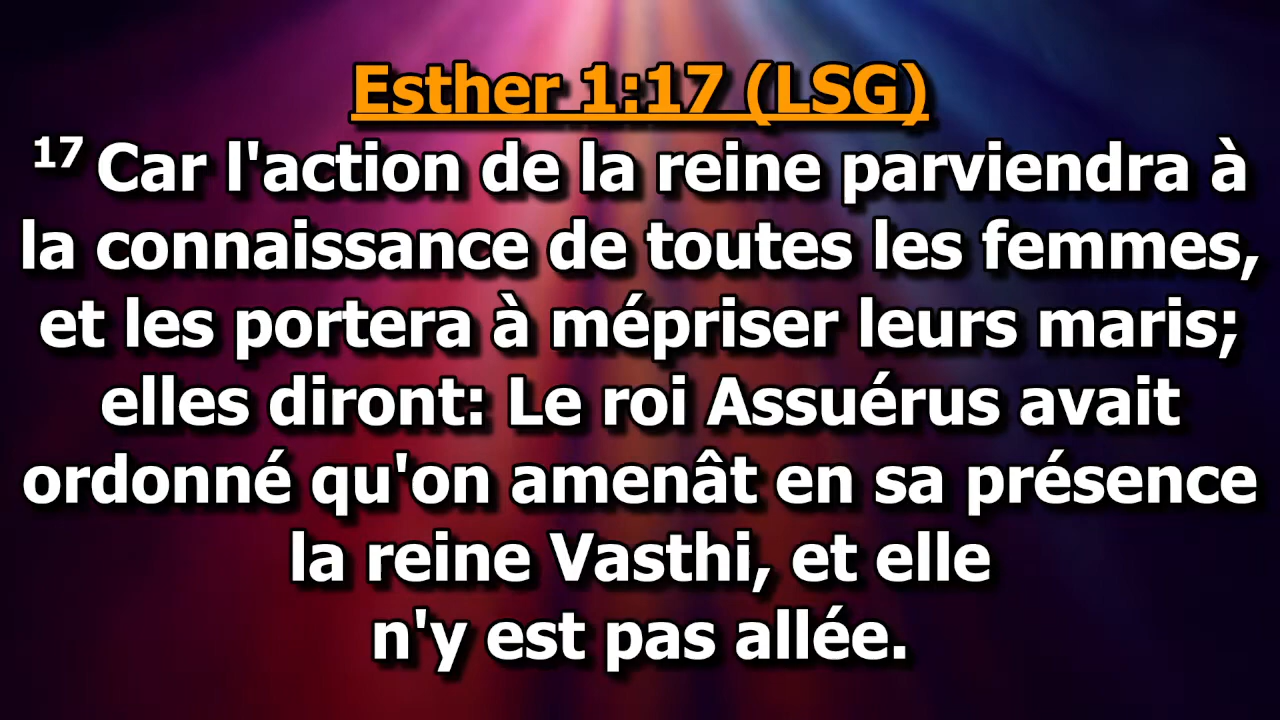 Esther 1:17 (LSG)
17 Car l'action de la reine parviendra à
la connaissance de toutes les femmes,
et les portera à mépriser leurs maris;
elles diront: Le roi Assuérus avait
ordonné qu'on amenât en sa présence
la reine Vasthi, et elle
n'y est pas allée.